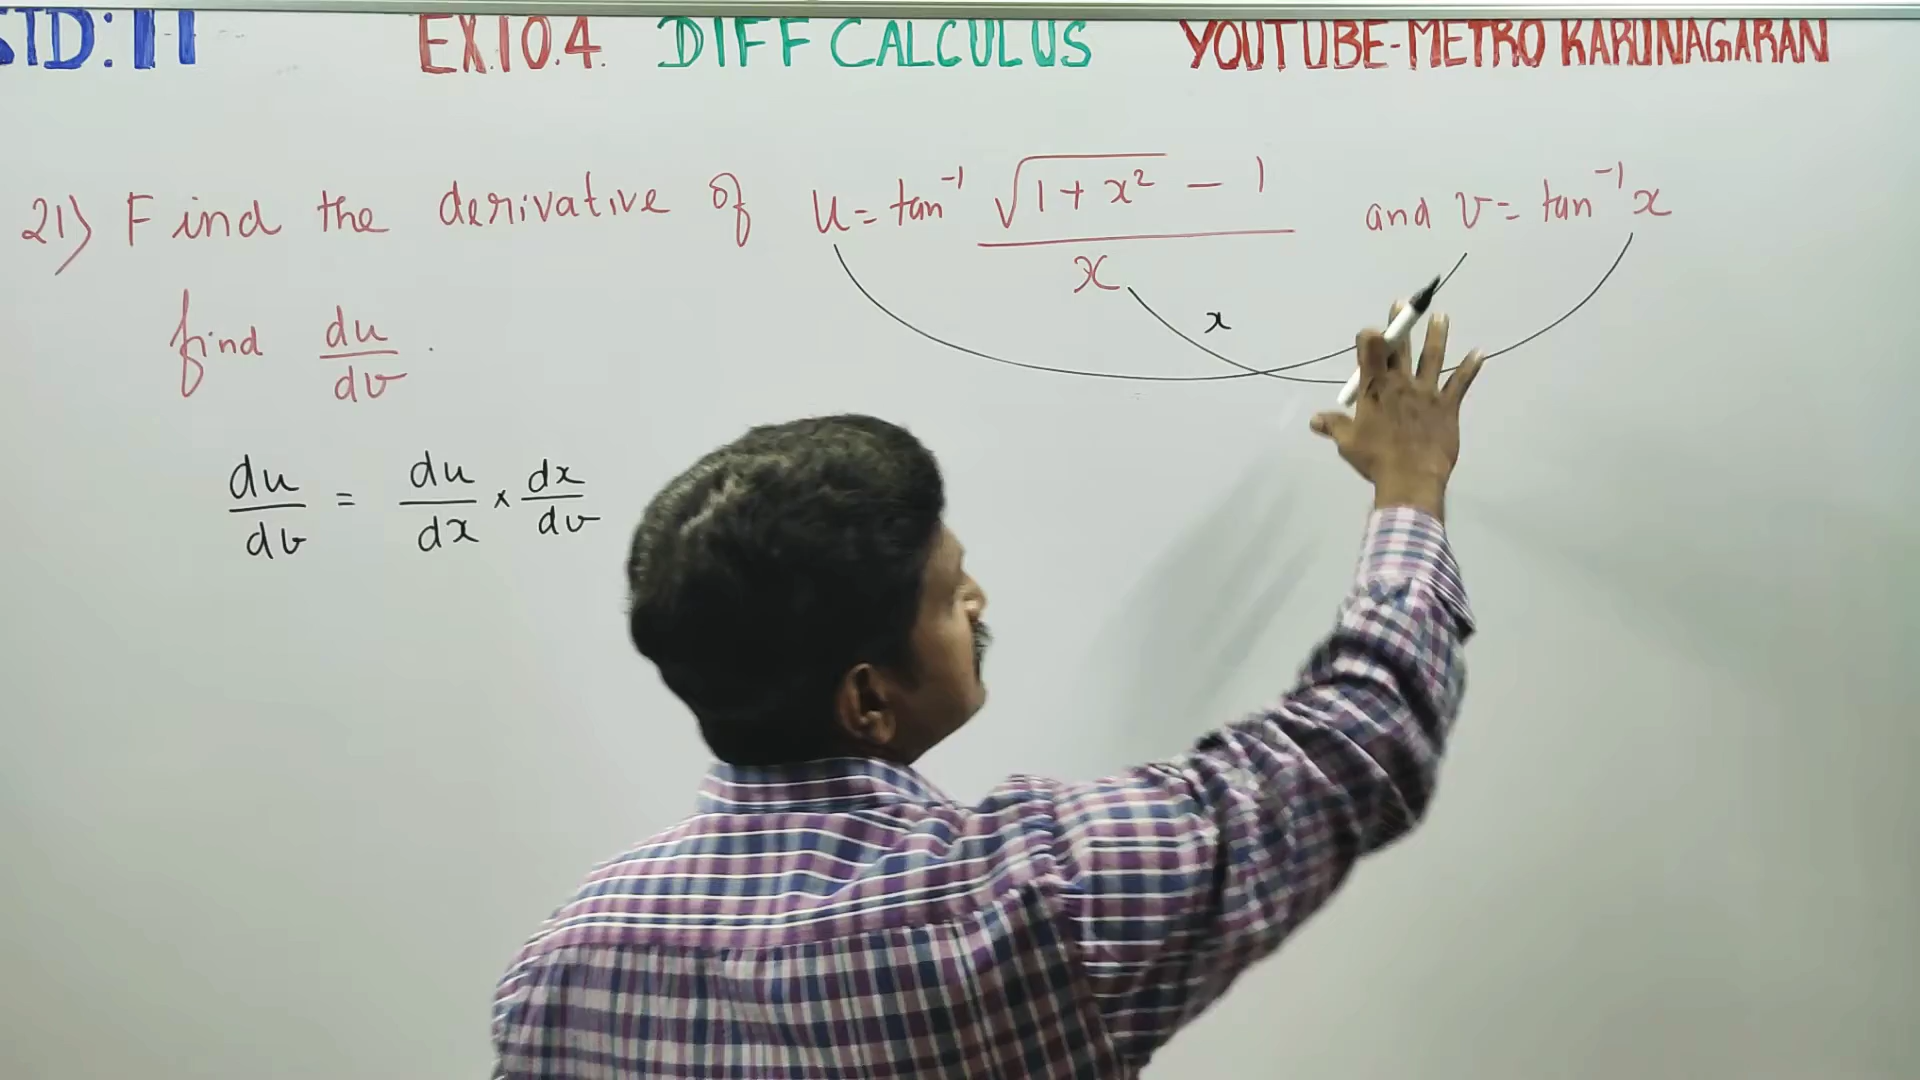 STD: 11 EX.10.4. DIFF CALCULUS YOUTUBE-METRO KARUNAGARAN
21) Find the derivative of u = tan⁻¹ (√(1 + x²) − 1)/x and v = tan⁻¹ x
find du/dv .
x
du/dv = du/dx × dx/dv